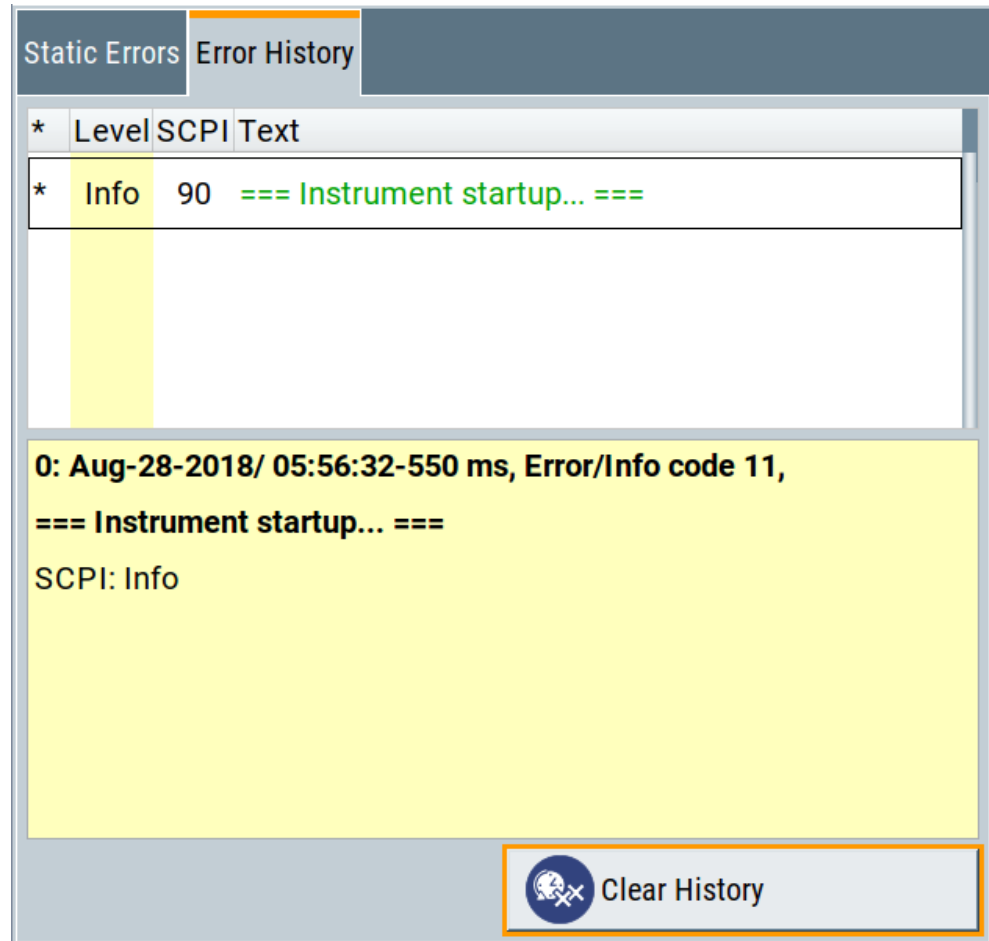 Static Errors Error History
* Level SCPI Text
* Info 90 === Instrument startup... ===
0: Aug-28-2018/ 05:56:32-550 ms, Error/Info code 11,
=== Instrument startup... ===
SCPI: Info
Clear History